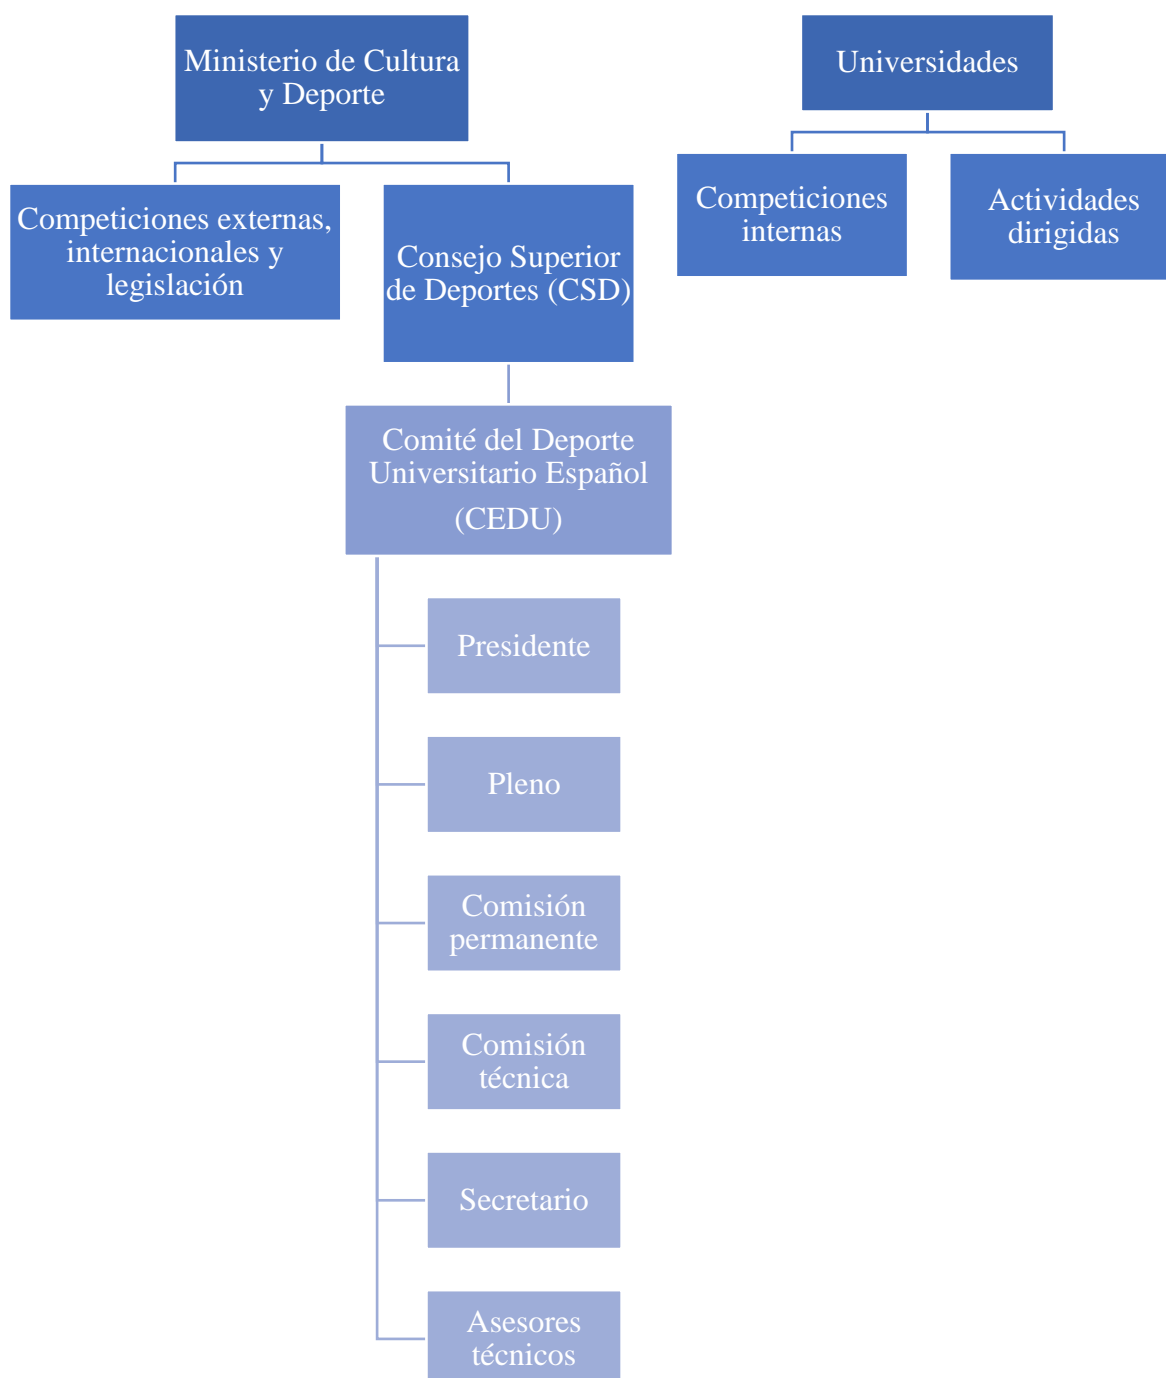 Ministerio de Cultura
y Deporte
Universidades
Competiciones externas,
internacionales y
legislación
Consejo Superior
de Deportes (CSD)
Competiciones
internas
Actividades
dirigidas
Comité del Deporte
Universitario Español
(CEDU)
Presidente
Pleno
Comisión
permanente
Comisión
técnica
Secretario
Asesores
técnicos